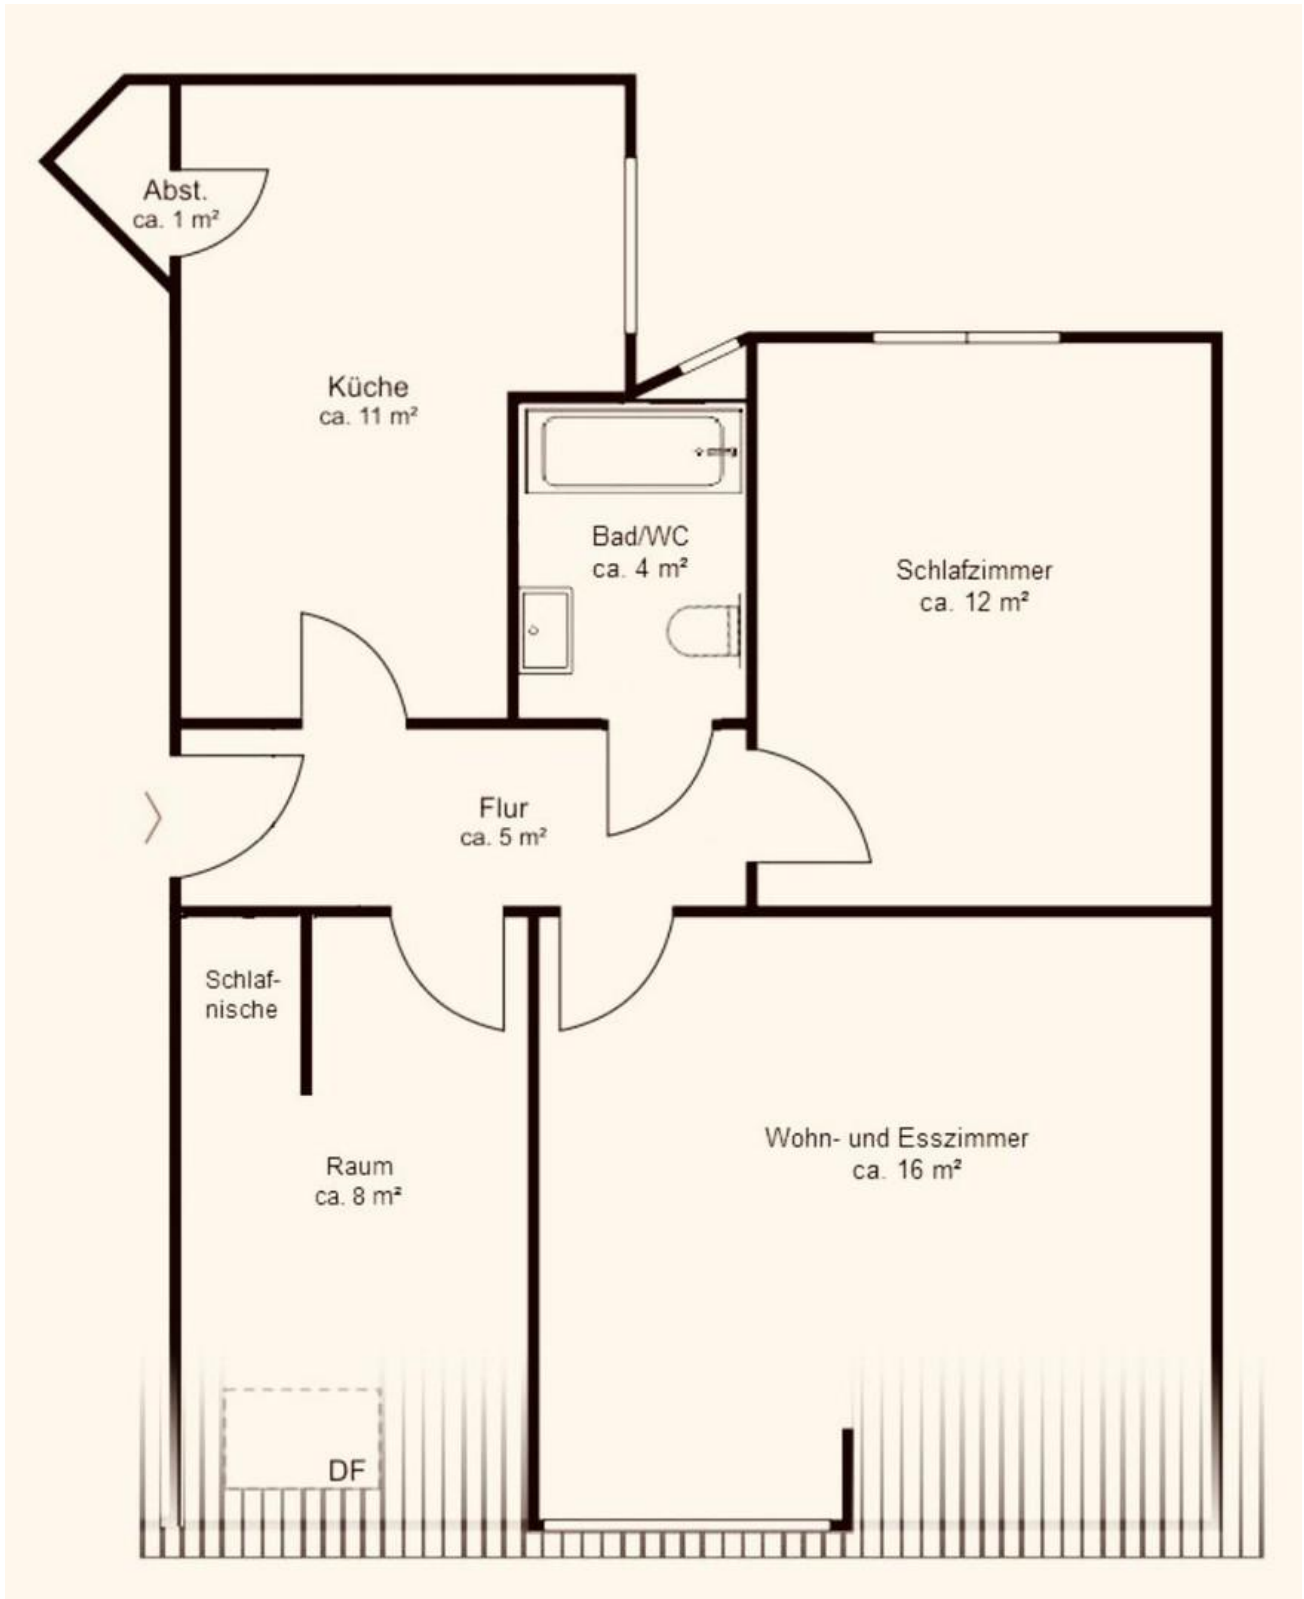 Abst.
ca. 1 m²
Küche
ca. 11 m²
Bad/WC
ca. 4 m²
Schlafzimmer
ca. 12 m²
Flur
ca. 5 m²
Schlaf-
nische
Wohn- und Esszimmer
ca. 16 m²
Raum
ca. 8 m²
DF